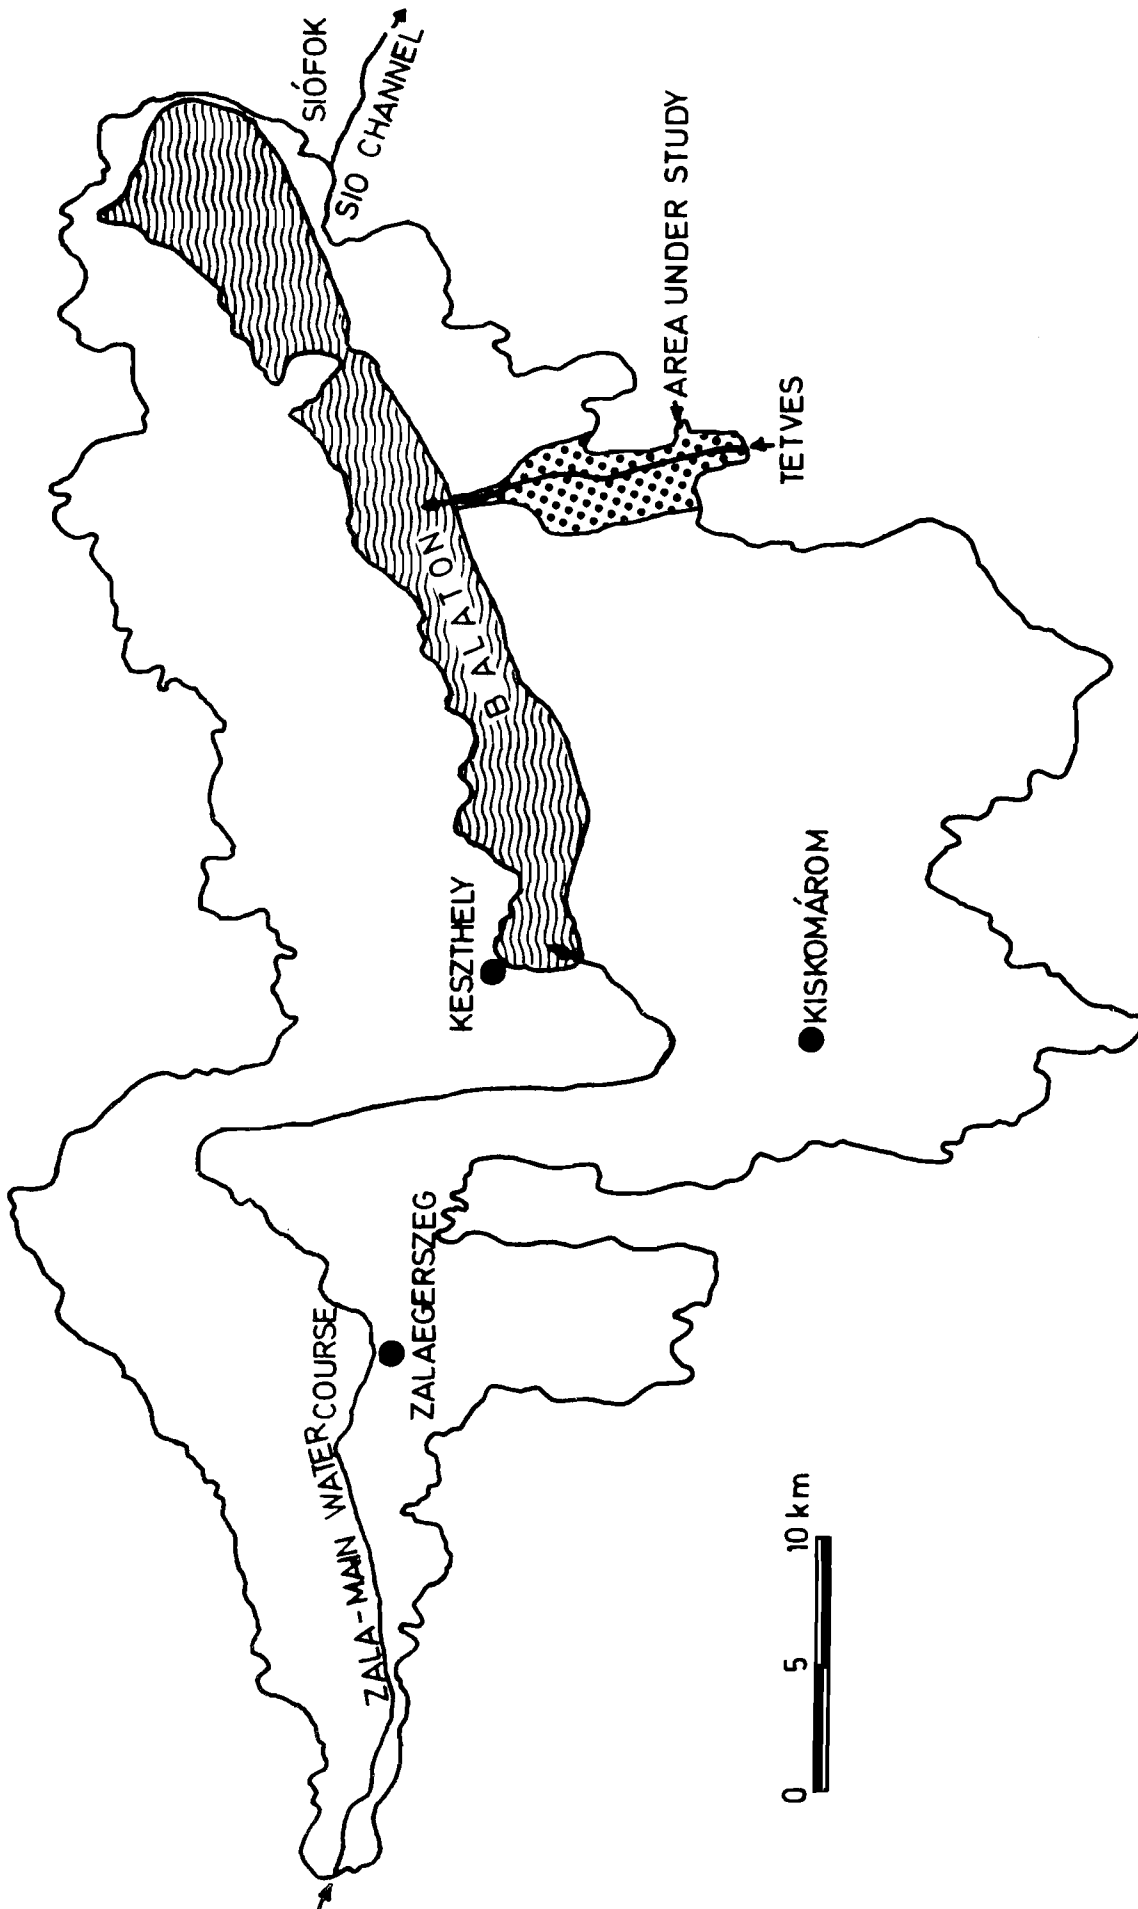 SIÓFOK
SIO CHANNEL
AREA UNDER STUDY
TETVES
BALATON
KESZTHELY
KISKOMÁROM
ZALAEGERSZEG
ZALA-MAIN WATERCOURSE
0 5 10 km